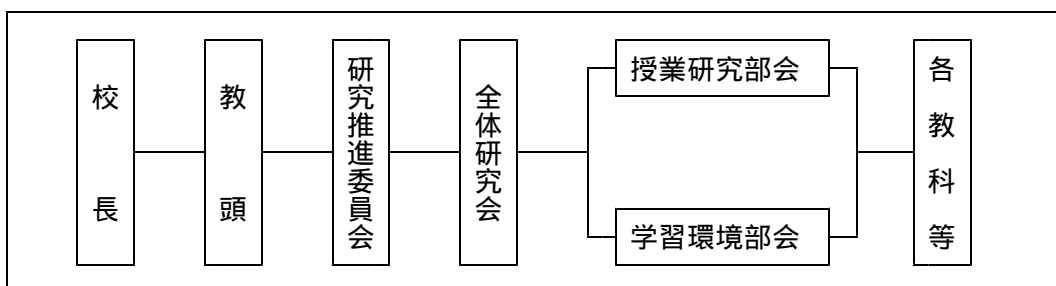 校長
教頭
研究推進委員会
全体研究会
授業研究部会
学習環境部会
各教科等